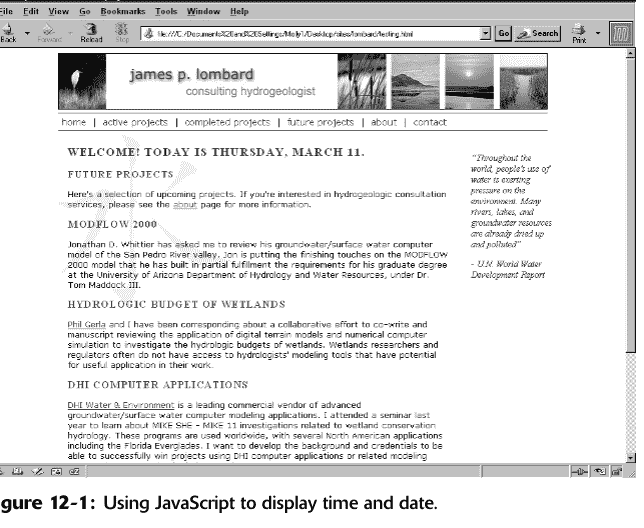 File Edit View Go Bookmarks Tools Window Help
Back Forward Reload Stop file:///C:/Documents%20and%20Settings/Molly1/Desktop/sites/lombard/testing.html Go Search Print
james p. lombard
consulting hydrogeologist
home | active projects | completed projects | future projects | about | contact
WELCOME! TODAY IS THURSDAY, MARCH 11.
FUTURE PROJECTS
Here's a selection of upcoming projects. If you're interested in hydrogeologic consultation
services, please see the about page for more information.
MODFLOW 2000
Jonathan D. Whittier has asked me to review his groundwater/surface water computer
model of the San Pedro River valley. Jon is putting the finishing touches on the MODFLOW
2000 model that he has built in partial fulfillment the requirements for his graduate degree
at the University of Arizona Department of Hydrology and Water Resources, under Dr.
Tom Maddock III.
HYDROLOGIC BUDGET OF WETLANDS
Phil Gerla and I have been corresponding about a collaborative effort to co-write and
manuscript reviewing the application of digital terrain models and numerical computer
simulation to investigate the hydrologic budgets of wetlands. Wetlands researchers and
regulators often do not have access to hydrologists' modeling tools that have potential
for useful application in their work.
DHI COMPUTER APPLICATIONS
DHI Water & Environment is a leading commercial vendor of advanced
groundwater/surface water computer modeling applications. I attended a seminar last
year to learn about MIKE SHE - MIKE 11 investigations related to wetland conservation
hydrology. These programs are used worldwide, with several North American applications
including the Florida Everglades. I want to develop the background and credentials to be
able to successfully win projects using DHI computer applications or related modeling
"Throughout the
world, people's use of
water is exerting
pressure on the
environment. Many
rivers, lakes, and
groundwater resources
are already dried up
and polluted"
- U.N. World Water
Development Report
gure 12-1: Using JavaScript to display time and date.